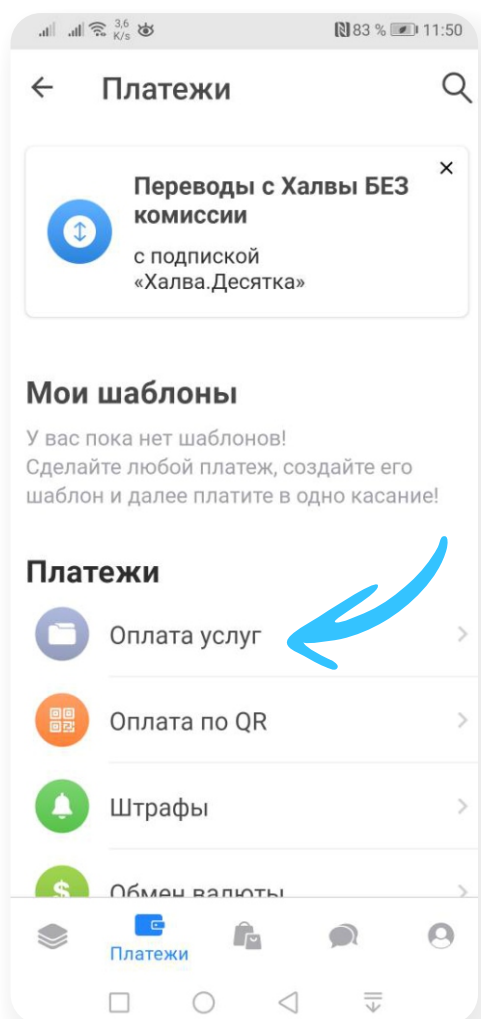 3,6
K/s
83 % 11:50
Платежи
Переводы с Халвы БЕЗ
комиссии
с подпиской
«Халва.Десятка»
Мои шаблоны
У вас пока нет шаблонов!
Сделайте любой платеж, создайте его
шаблон и далее платите в одно касание!
Платежи
Оплата услуг
Оплата по QR
Штрафы
Обмен валюты
Платежи